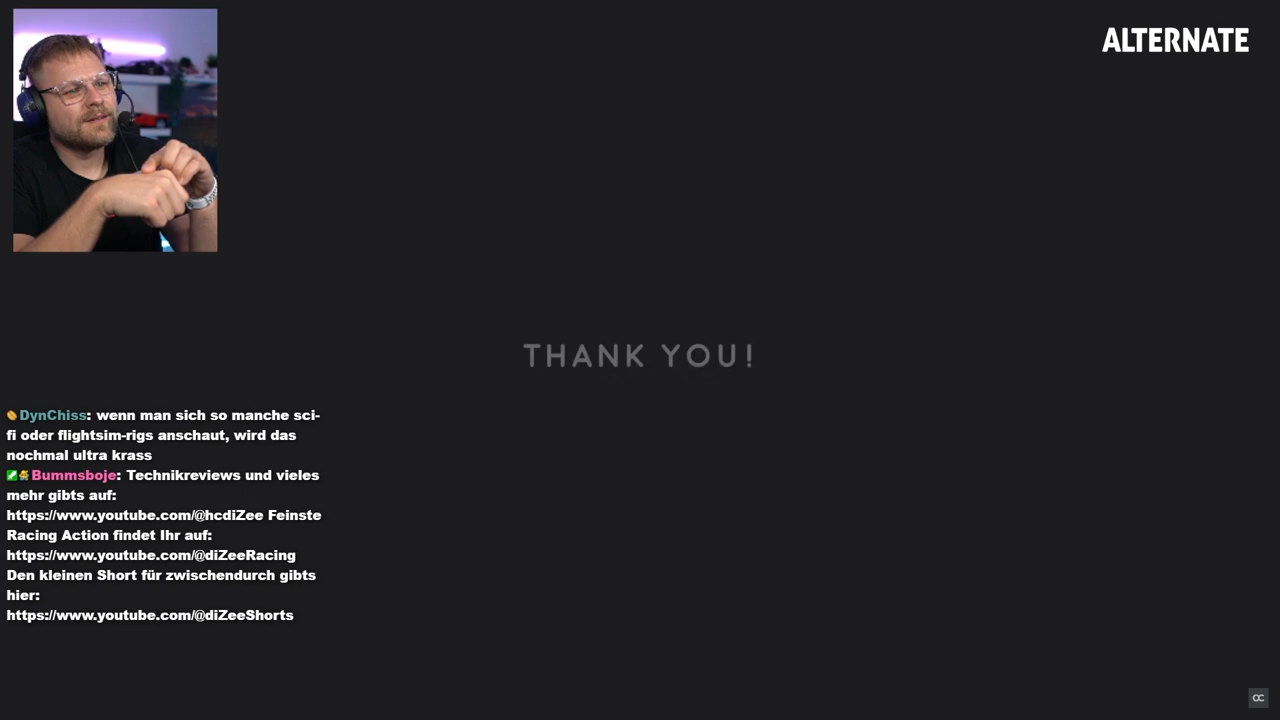 ALTERNATE
THANK YOU!
DynChiss: wenn man sich so manche sci-
fi oder flightsim-rigs anschaut, wird das
nochmal ultra krass
Bummsboje: Technikreviews und vieles
mehr gibts auf:
https://www.youtube.com/@hcdiZee Feinste
Racing Action findet Ihr auf:
https://www.youtube.com/@diZeeRacing
Den kleinen Short für zwischendurch gibts
hier:
https://www.youtube.com/@diZeeShorts
CC